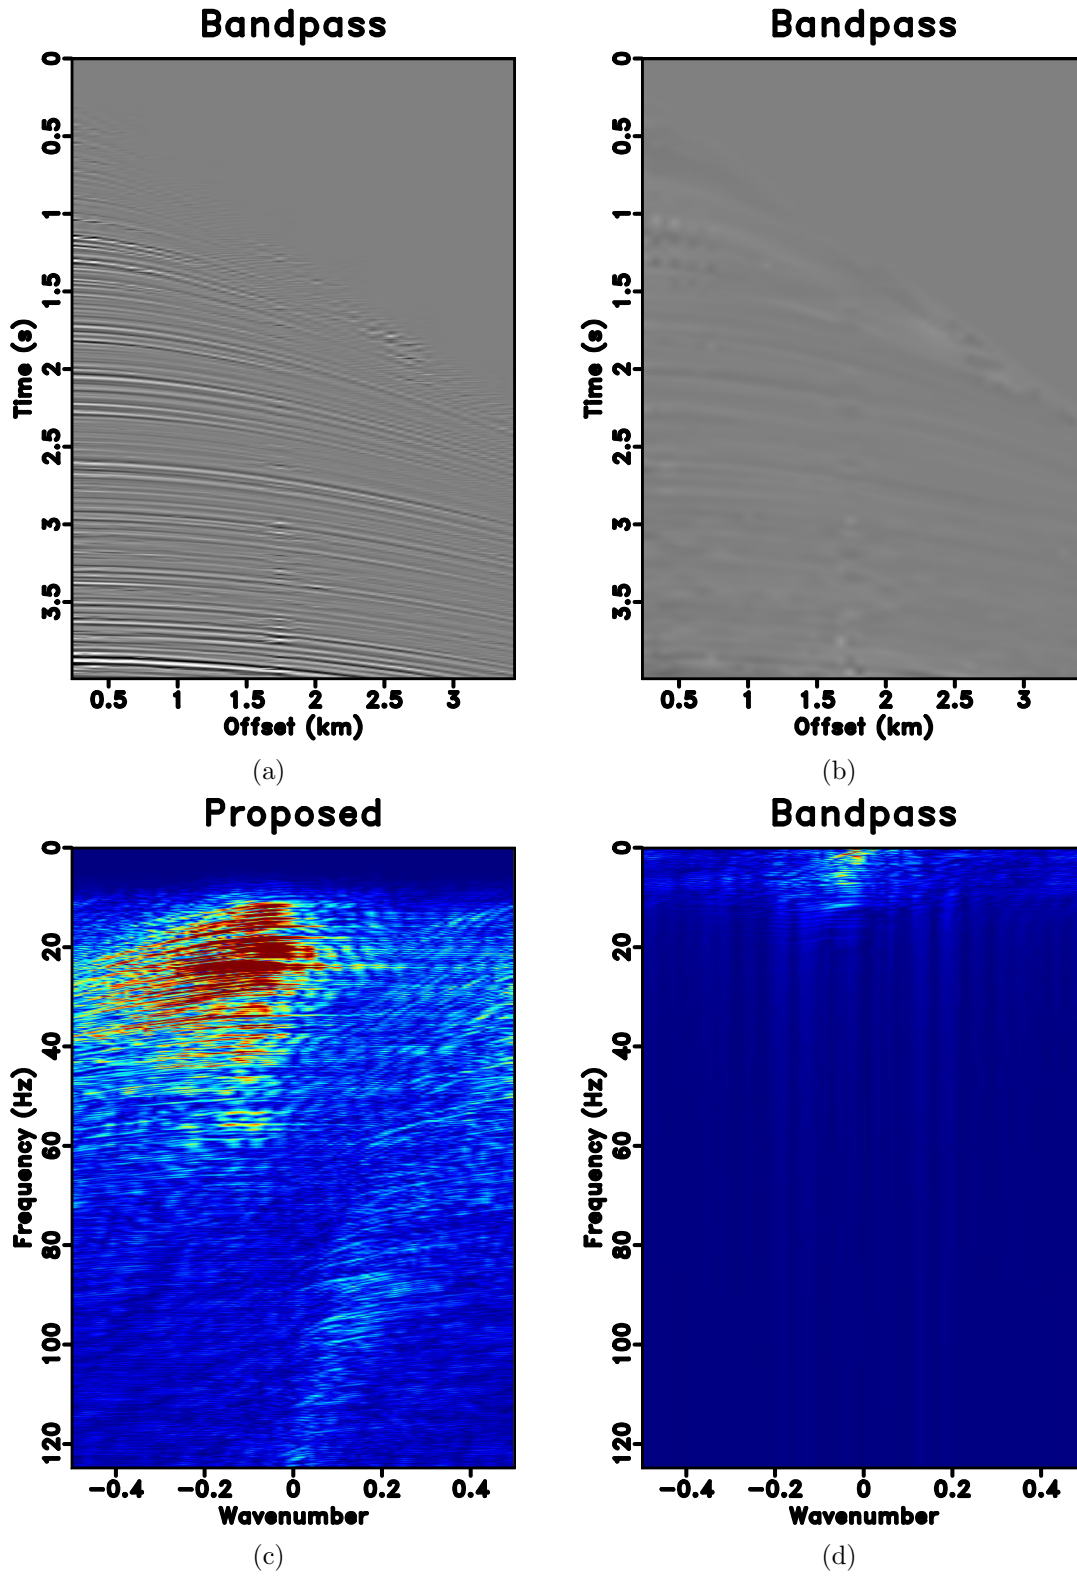 Bandpass
Bandpass
0
0.5
1
1.5
2
2.5
3
3.5
Time (s)
0.5 1 1.5 2 2.5 3
Offset (km)
(a)
0
0.5
1
1.5
2
2.5
3
3.5
Time (s)
0.5 1 1.5 2 2.5 3
Offset (km)
(b)
Proposed
Bandpass
0
20
40
60
80
100
120
Frequency (Hz)
−0.4 −0.2 0 0.2 0.4
Wavenumber
(c)
0
20
40
60
80
100
120
Frequency (Hz)
−0.4 −0.2 0 0.2 0.4
Wavenumber
(d)